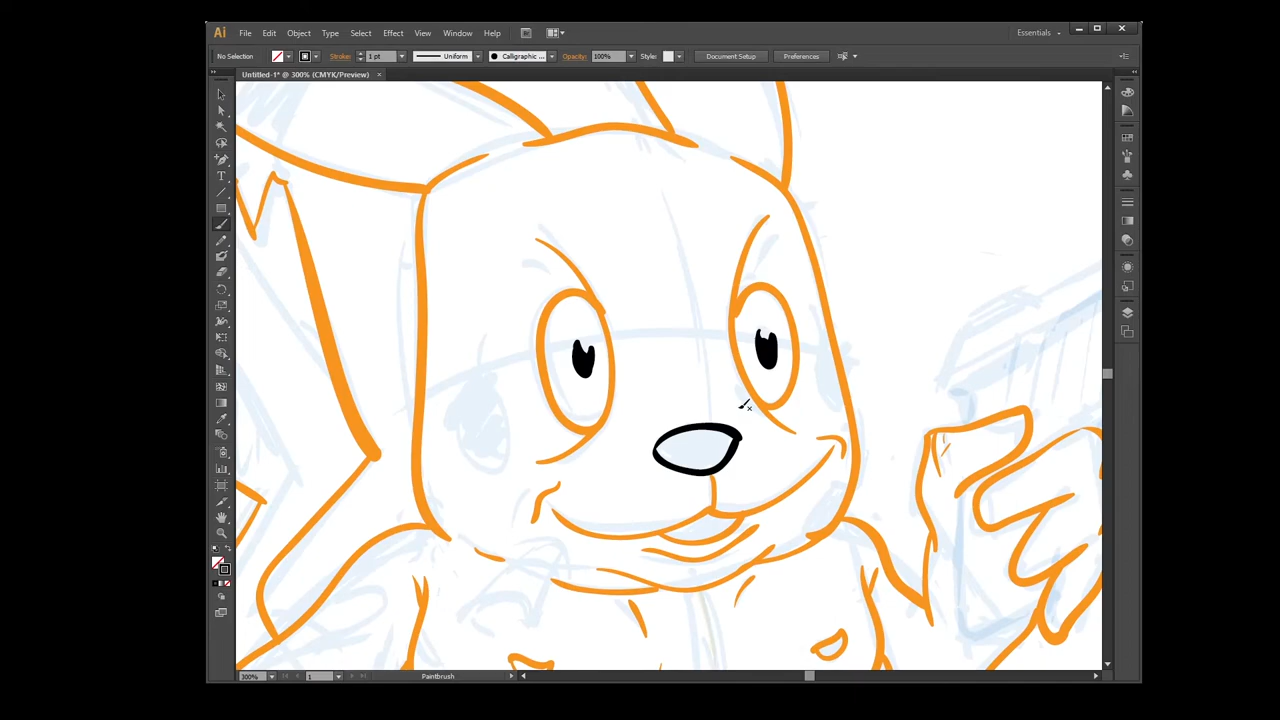 Ai File Edit Object Type Select Effect View Window Help Essentials
No Selection Stroke: 1 pt Uniform Calligraphic ... Opacity: 100% Style: Document Setup Preferences
Untitled-1* @ 300% (CMYK/Preview) ×
T
300% 1 Paintbrush